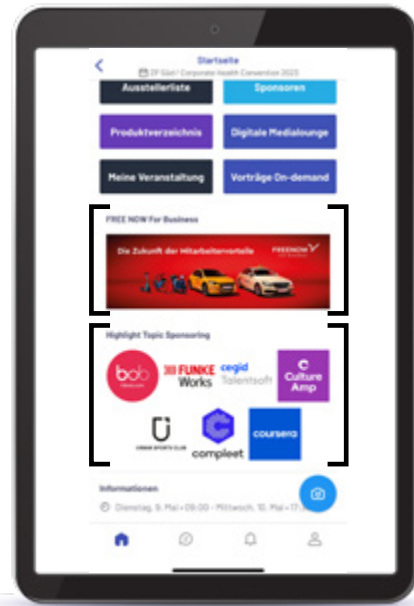 Startseite
ZP Süd / Corporate Health Convention 2023
Ausstellerliste
Sponsoren
Produktverzeichnis
Digitale Medialounge
Meine Veranstaltung
Vorträge On-demand
FREE NOW For Business
Die Zukunft der Mitarbeitervorteile
FREENOW
Highlight Topic Sponsoring
bob
FUNKE
Works
cegid
Talentsoft
Culture
Amp
URBAN SPORTS CLUB
compleet
coursera
Informationen
Dienstag, 9. Mai • 09:00 - Mittwoch, 10. Mai • 17: